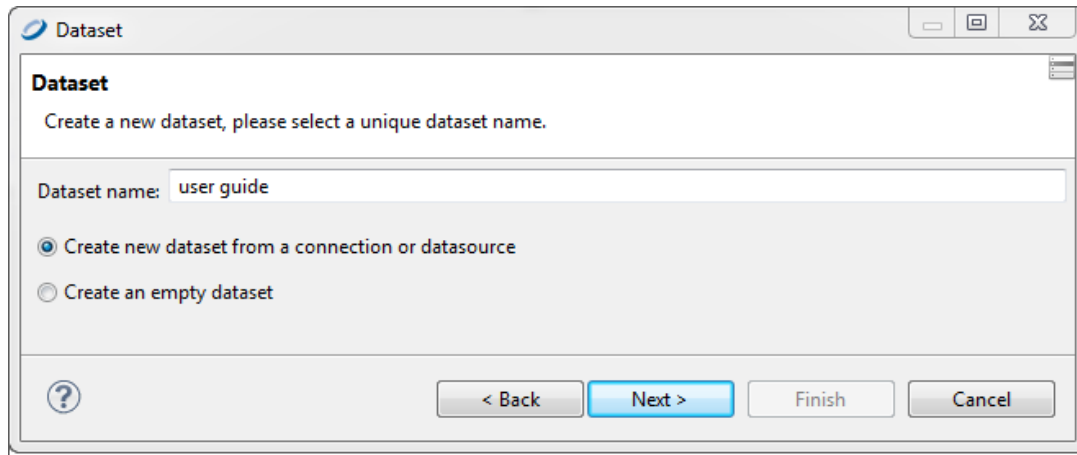 Dataset
Dataset
Create a new dataset, please select a unique dataset name.
Dataset name: user guide
Create new dataset from a connection or datasource
Create an empty dataset
? < Back Next > Finish Cancel